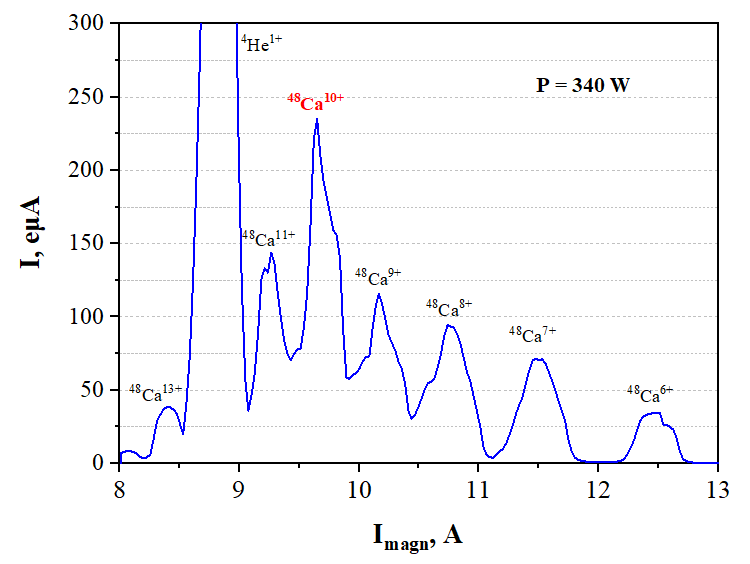 300
250
200
150
100
50
0
I, eμA
⁴He¹⁺
P = 340 W
⁴⁸Ca¹⁰⁺
⁴⁸Ca¹¹⁺
⁴⁸Ca⁹⁺
⁴⁸Ca⁸⁺
⁴⁸Ca⁷⁺
⁴⁸Ca¹³⁺
⁴⁸Ca⁶⁺
8 9 10 11 12 13
Iₘₐgₙ, A